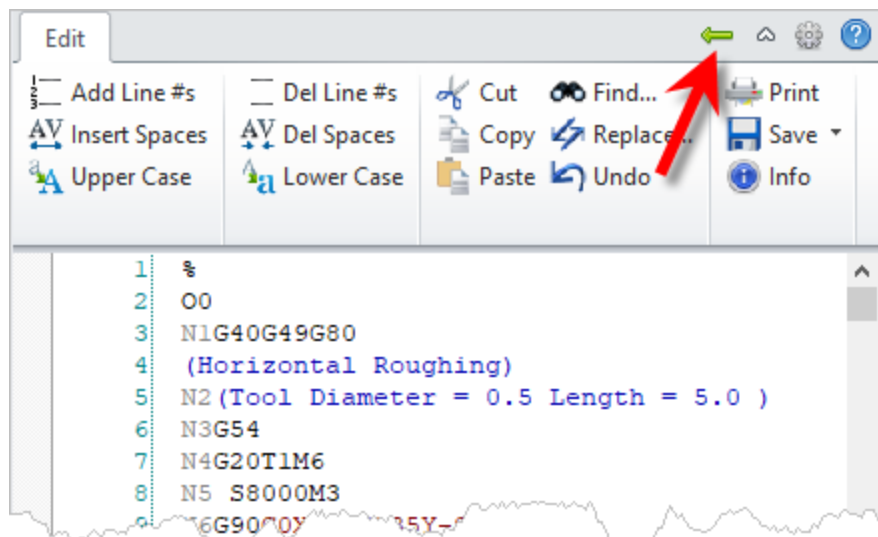 Edit
Add Line #s Del Line #s Cut Find... Print
Insert Spaces Del Spaces Copy Replace... Save
Upper Case Lower Case Paste Undo Info
1 %
2 O0
3 N1G40G49G80
4 (Horizontal Roughing)
5 N2(Tool Diameter = 0.5 Length = 5.0 )
6 N3G54
7 N4G20T1M6
8 N5 S8000M3